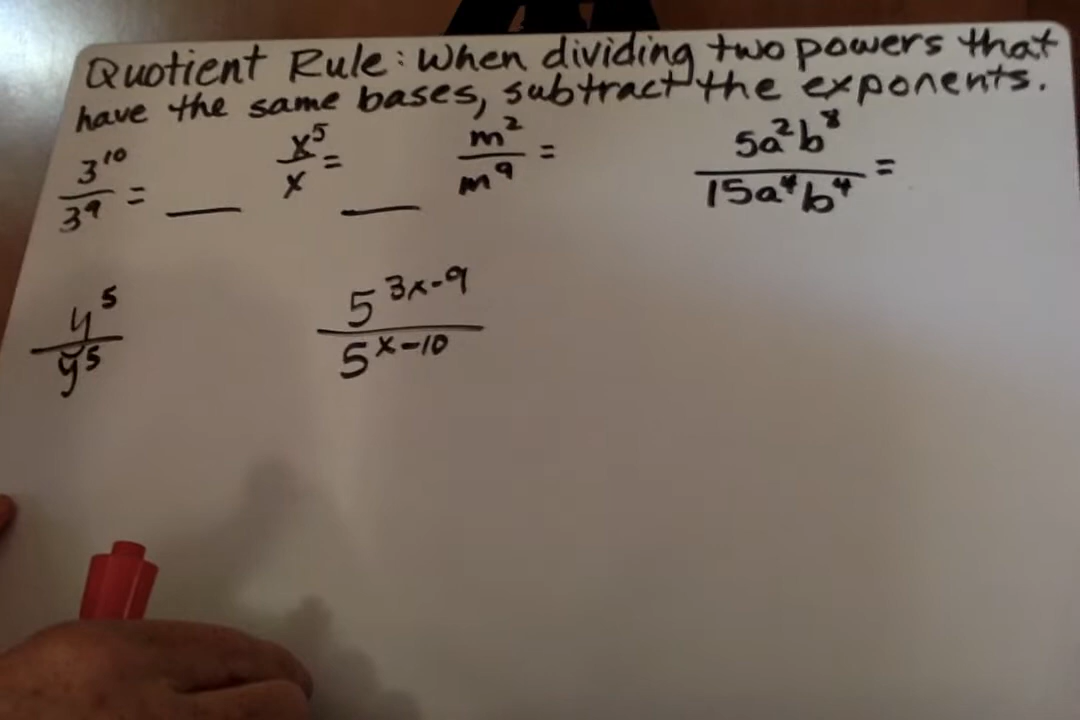 Quotient Rule: When dividing two powers that
have the same bases, subtract the exponents.
3^10/3^9 = ___ x^5/x = ___ m^2/m^9 = 5a^2b^8/15a^4b^4 =
y^5/y^5 5^(3x-9)/5^(x-10)